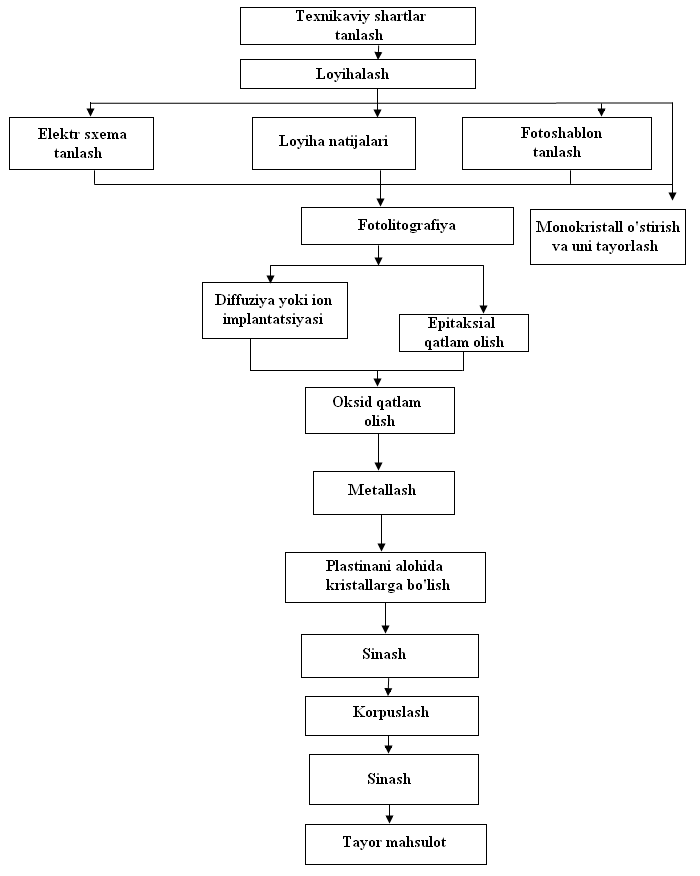 Texnikaviy shartlar
tanlash
Loyihalash
Elektr sxema
tanlash
Loyiha natijalari
Fotoshablon
tanlash
Fotolitografiya
Monokristall o'stirish
va uni tayorlash
Diffuziya yoki ion
implantatsiyasi
Epitaksial
qatlam olish
Oksid qatlam
olish
Metallash
Plastinani alohida
kristallarga bo'lish
Sinash
Korpuslash
Sinash
Tayor mahsulot